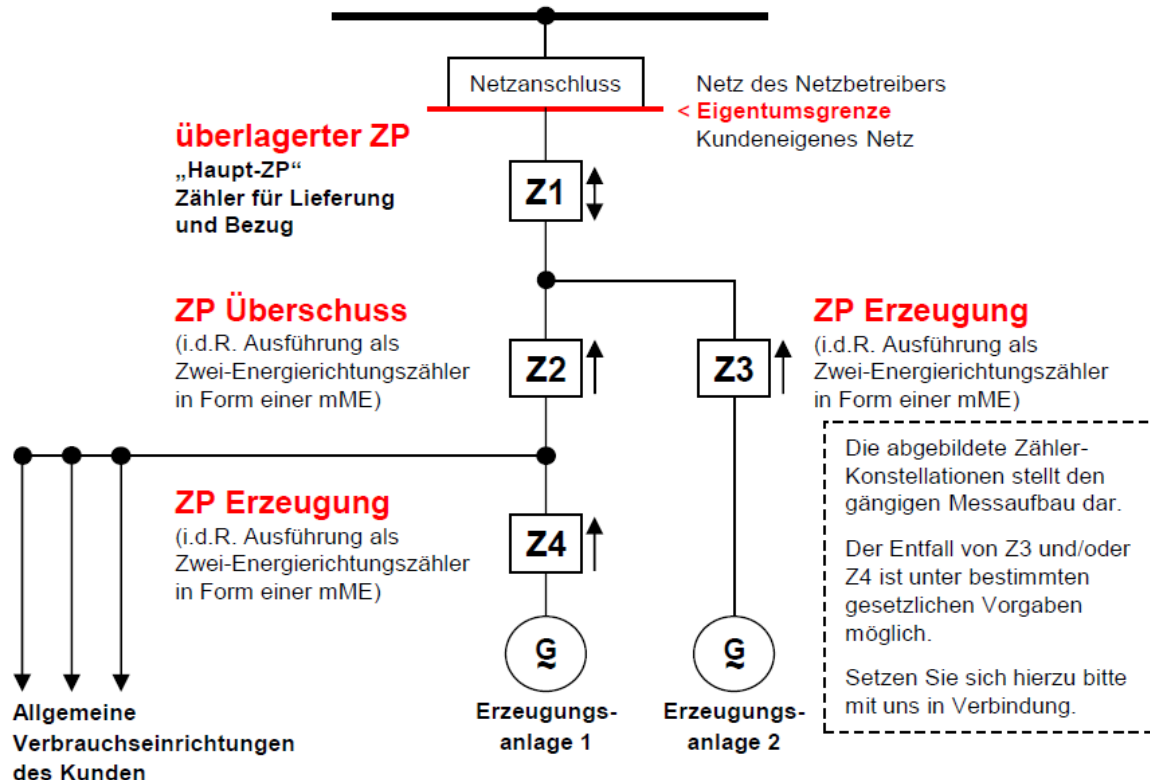 Netzanschluss
Netz des Netzbetreibers
< Eigentumsgrenze
Kundeneigenes Netz
überlagerter ZP
„Haupt-ZP“
Zähler für Lieferung
und Bezug
Z1
ZP Überschuss
(i.d.R. Ausführung als
Zwei-Energierichtungszähler
in Form einer mME)
Z2
Z3
ZP Erzeugung
(i.d.R. Ausführung als
Zwei-Energierichtungszähler
in Form einer mME)
Die abgebildete Zähler-
Konstellationen stellt den
gängigen Messaufbau dar.
Der Entfall von Z3 und/oder
Z4 ist unter bestimmten
gesetzlichen Vorgaben
möglich.
Setzen Sie sich hierzu bitte
mit uns in Verbindung.
ZP Erzeugung
(i.d.R. Ausführung als
Zwei-Energierichtungszähler
in Form einer mME)
Z4
G
~
G
~
Allgemeine
Verbrauchseinrichtungen
des Kunden
Erzeugungs-
anlage 1
Erzeugungs-
anlage 2